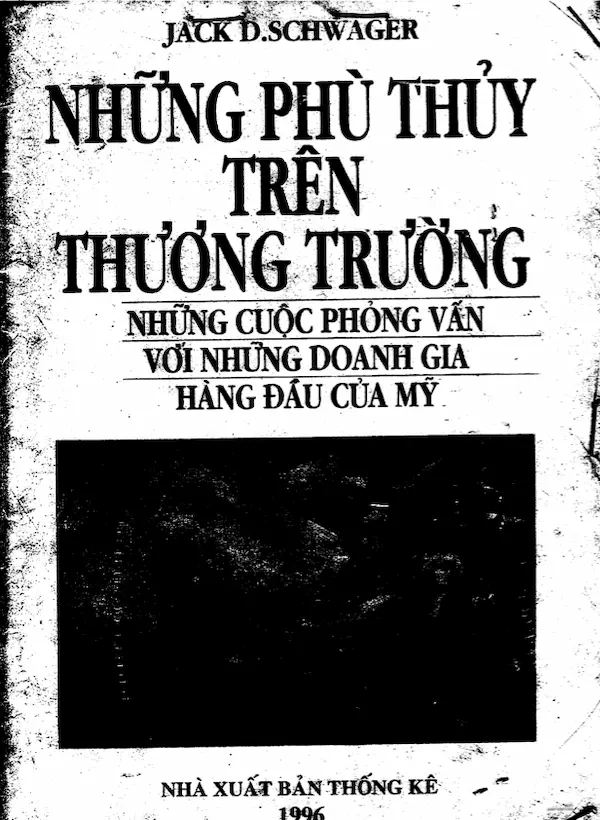 JACK D.SCHWAGER
NHỮNG PHÙ THỦY
TRÊN
THƯƠNG TRƯỜNG
NHỮNG CUỘC PHỎNG VẤN
VỚI NHỮNG DOANH GIA
HÀNG ĐẦU CỦA MỸ
NHÀ XUẤT BẢN THỐNG KÊ
1996